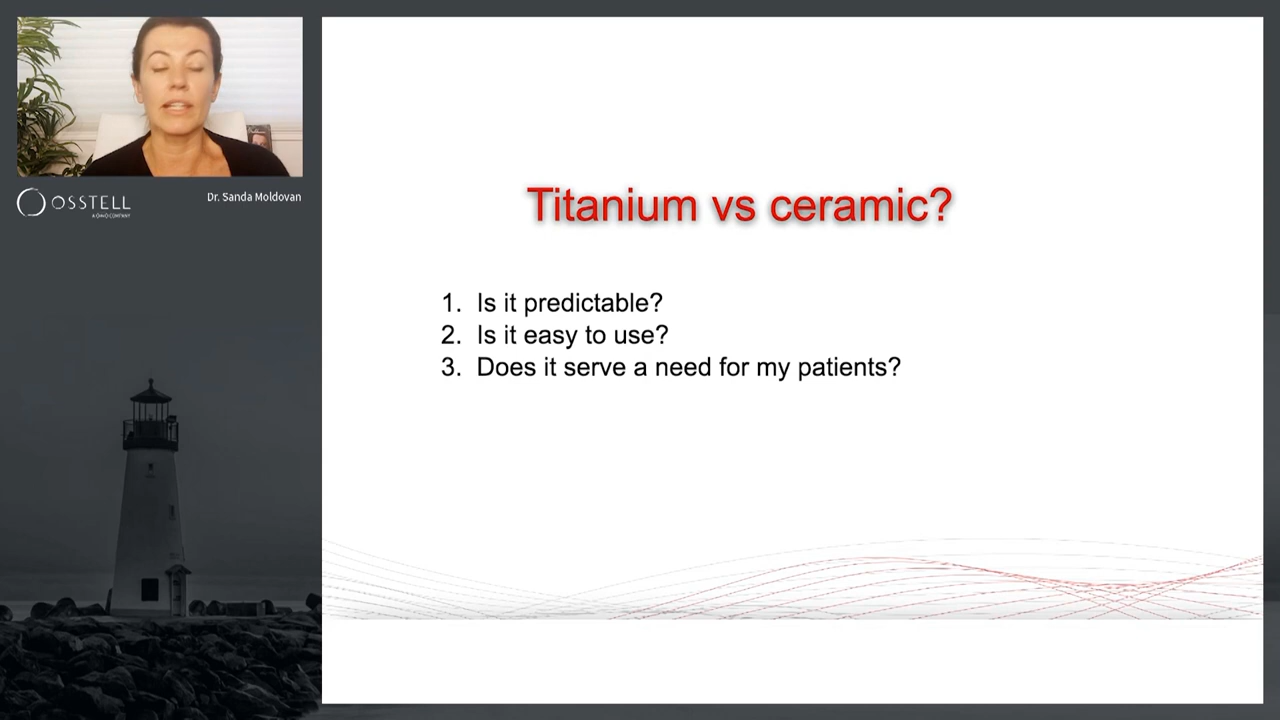 OSSTELL
Dr. Sanda Moldovan
Titanium vs ceramic?
1. Is it predictable?
2. Is it easy to use?
3. Does it serve a need for my patients?